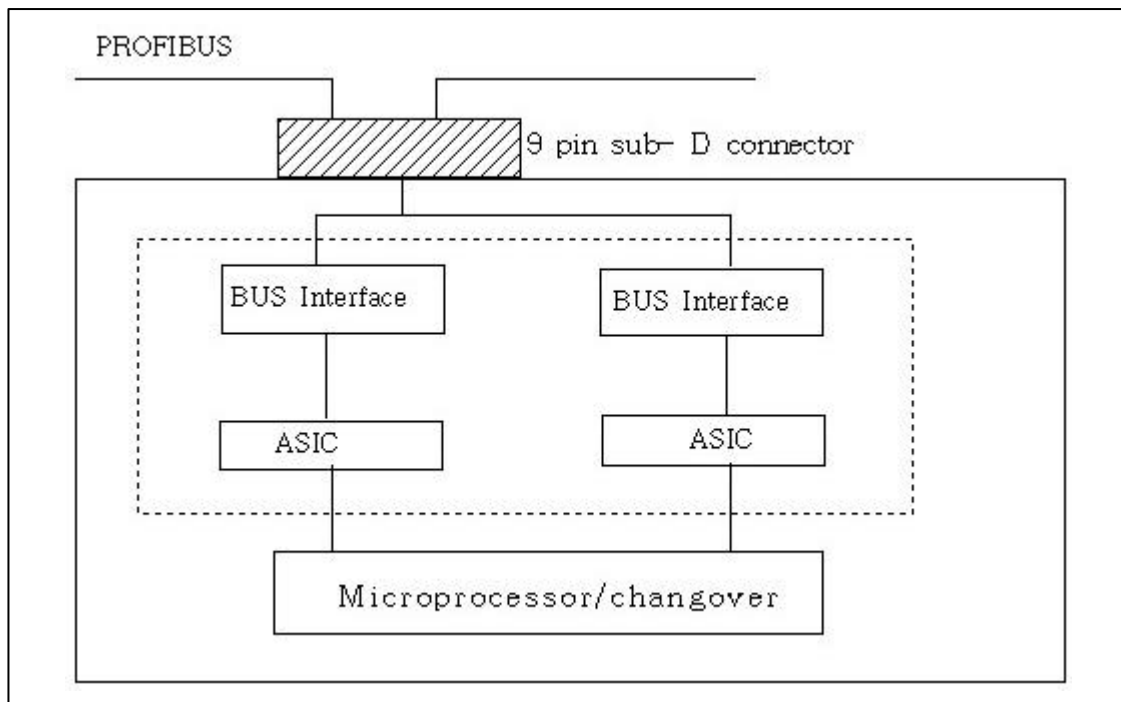 PROFIBUS
9 pin sub- D connector
BUS Interface
BUS Interface
ASIC
ASIC
Microprocessor/changover